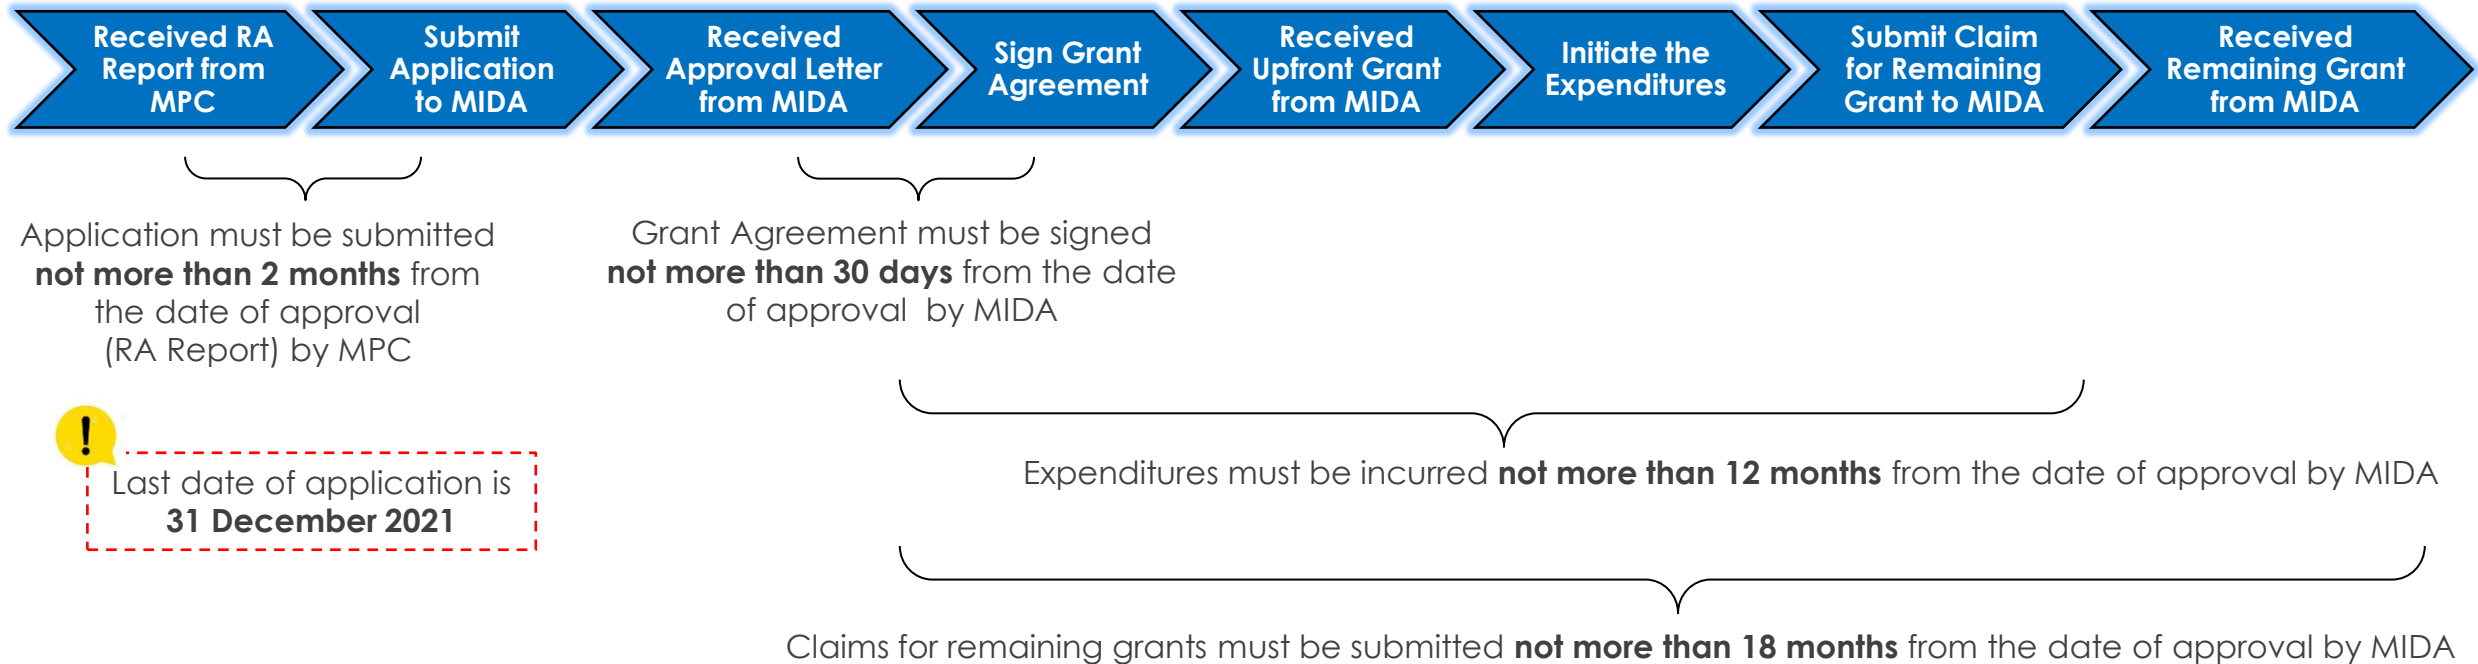 Received RA
Report from
MPC
Submit
Application
to MIDA
Received
Approval Letter
from MIDA
Sign Grant
Agreement
Received
Upfront Grant
from MIDA
Initiate the
Expenditures
Submit Claim
for Remaining
Grant to MIDA
Received
Remaining Grant
from MIDA
Application must be submitted
not more than 2 months from
the date of approval
(RA Report) by MPC
Grant Agreement must be signed
not more than 30 days from the date
of approval by MIDA
!
Last date of application is
31 December 2021
Expenditures must be incurred not more than 12 months from the date of approval by MIDA
Claims for remaining grants must be submitted not more than 18 months from the date of approval by MIDA